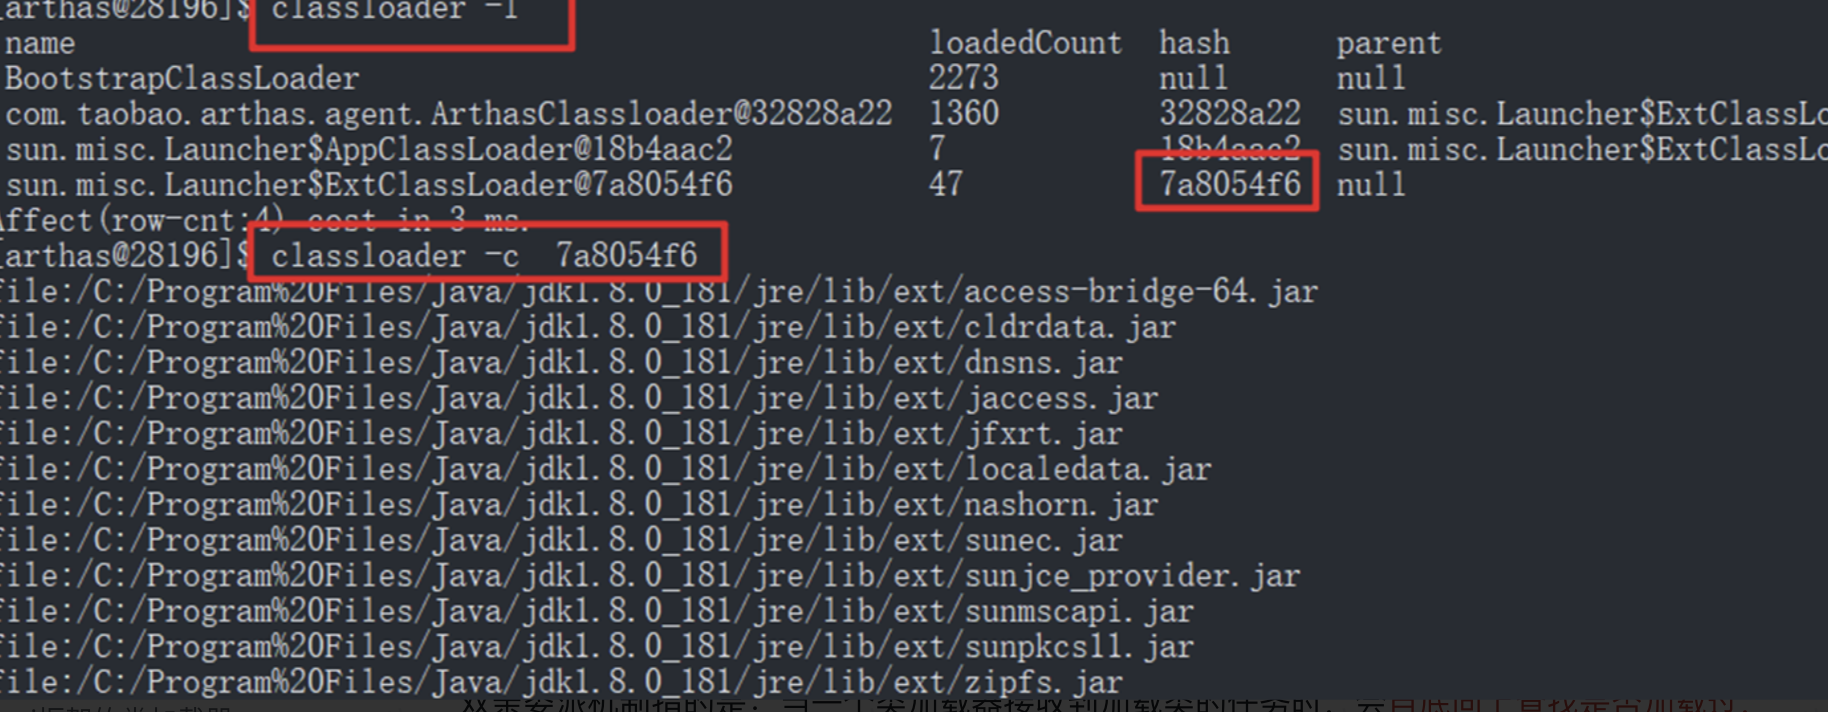 [arthas@28196]$ classloader -l
name loadedCount hash parent
BootstrapClassLoader 2273 null null
com.taobao.arthas.agent.ArthasClassloader@32828a22 1360 32828a22 sun.misc.Launcher$ExtClassLo
sun.misc.Launcher$AppClassLoader@18b4aac2 7 18b4aac2 sun.misc.Launcher$ExtClassLo
sun.misc.Launcher$ExtClassLoader@7a8054f6 47 7a8054f6 null
Affect(row-cnt:4) cost in 3 ms.
[arthas@28196]$ classloader -c 7a8054f6
file:/C:/Program%20Files/Java/jdk1.8.0_181/jre/lib/ext/access-bridge-64.jar
file:/C:/Program%20Files/Java/jdk1.8.0_181/jre/lib/ext/cldrdata.jar
file:/C:/Program%20Files/Java/jdk1.8.0_181/jre/lib/ext/dnsns.jar
file:/C:/Program%20Files/Java/jdk1.8.0_181/jre/lib/ext/jaccess.jar
file:/C:/Program%20Files/Java/jdk1.8.0_181/jre/lib/ext/jfxrt.jar
file:/C:/Program%20Files/Java/jdk1.8.0_181/jre/lib/ext/localedata.jar
file:/C:/Program%20Files/Java/jdk1.8.0_181/jre/lib/ext/nashorn.jar
file:/C:/Program%20Files/Java/jdk1.8.0_181/jre/lib/ext/sunec.jar
file:/C:/Program%20Files/Java/jdk1.8.0_181/jre/lib/ext/sunjce_provider.jar
file:/C:/Program%20Files/Java/jdk1.8.0_181/jre/lib/ext/sunmscapi.jar
file:/C:/Program%20Files/Java/jdk1.8.0_181/jre/lib/ext/sunpkcs11.jar
file:/C:/Program%20Files/Java/jdk1.8.0_181/jre/lib/ext/zipfs.jar